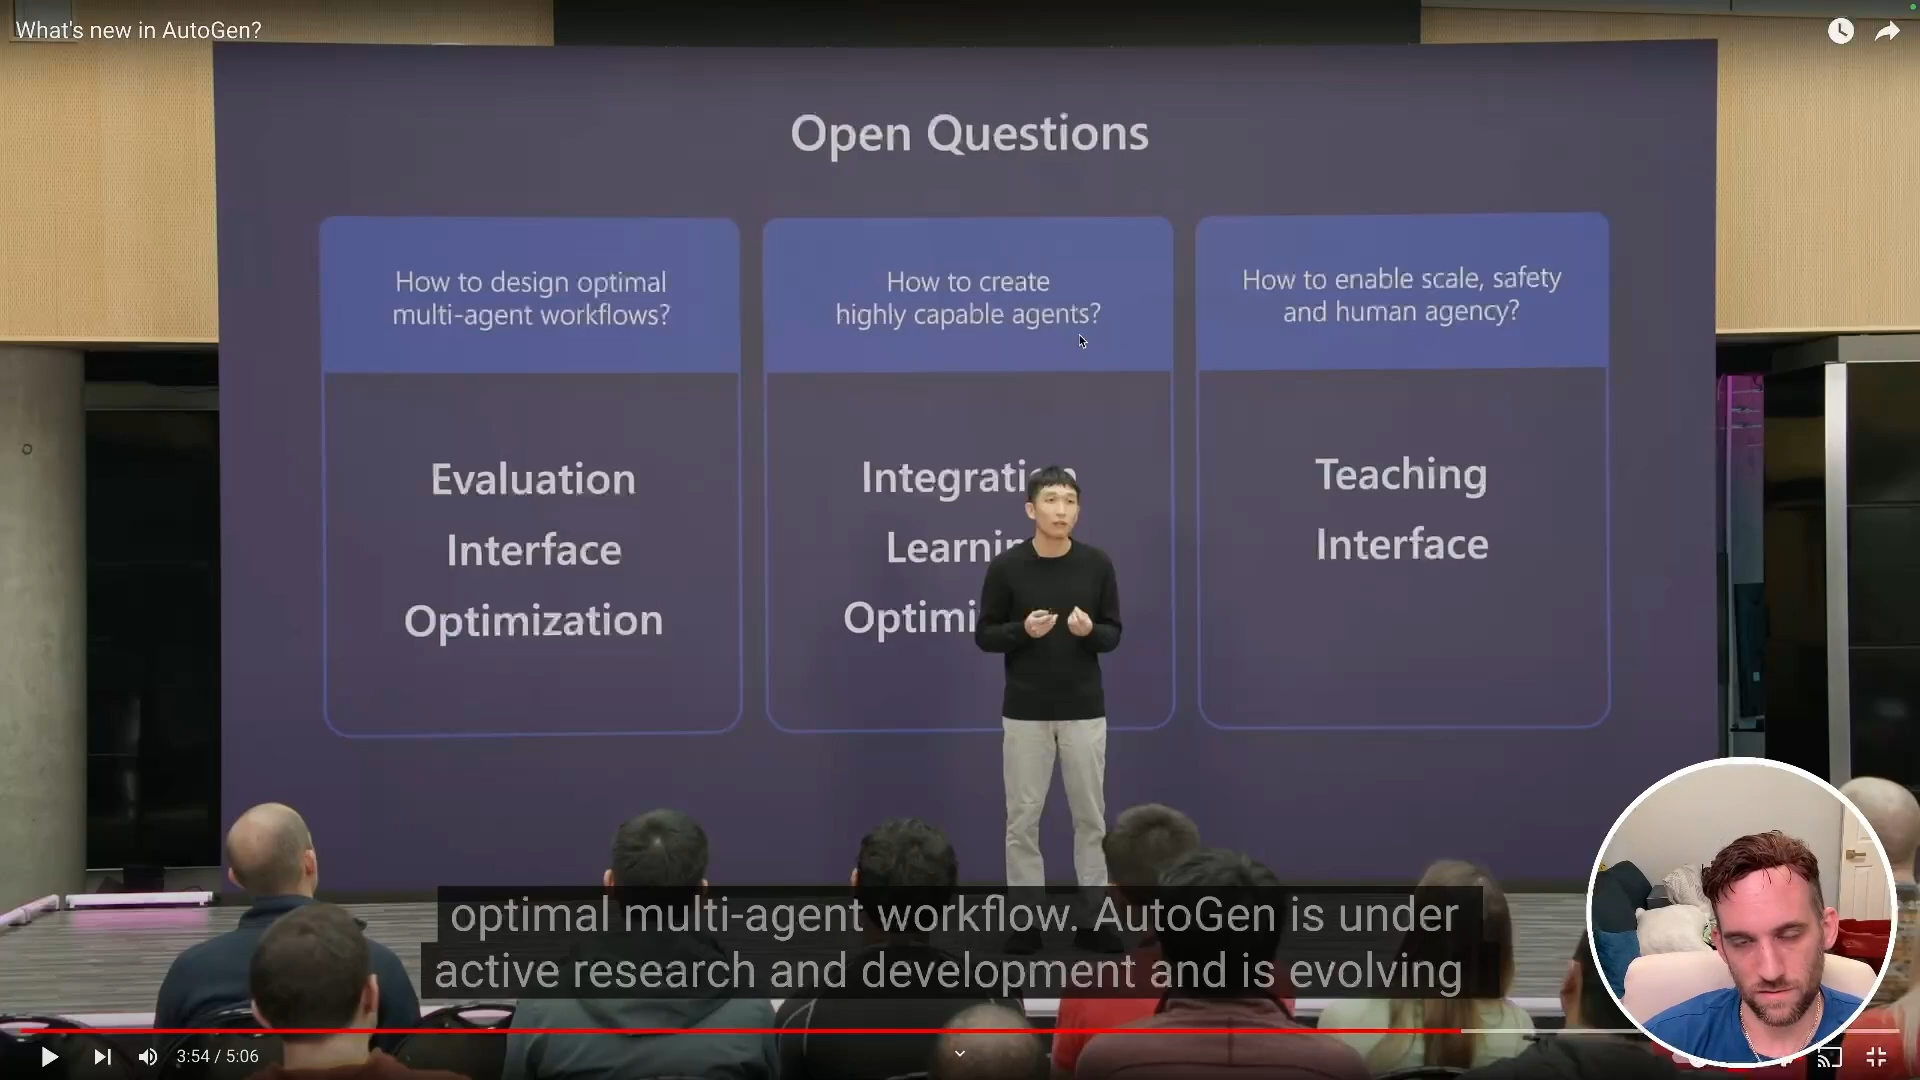 What's new in AutoGen?
Open Questions
How to design optimal
multi-agent workflows?
Evaluation
Interface
Optimization
How to create
highly capable agents?
How to enable scale, safety
and human agency?
Teaching
Interface
optimal multi-agent workflow. AutoGen is under
active research and development and is evolving
3:54 / 5:06